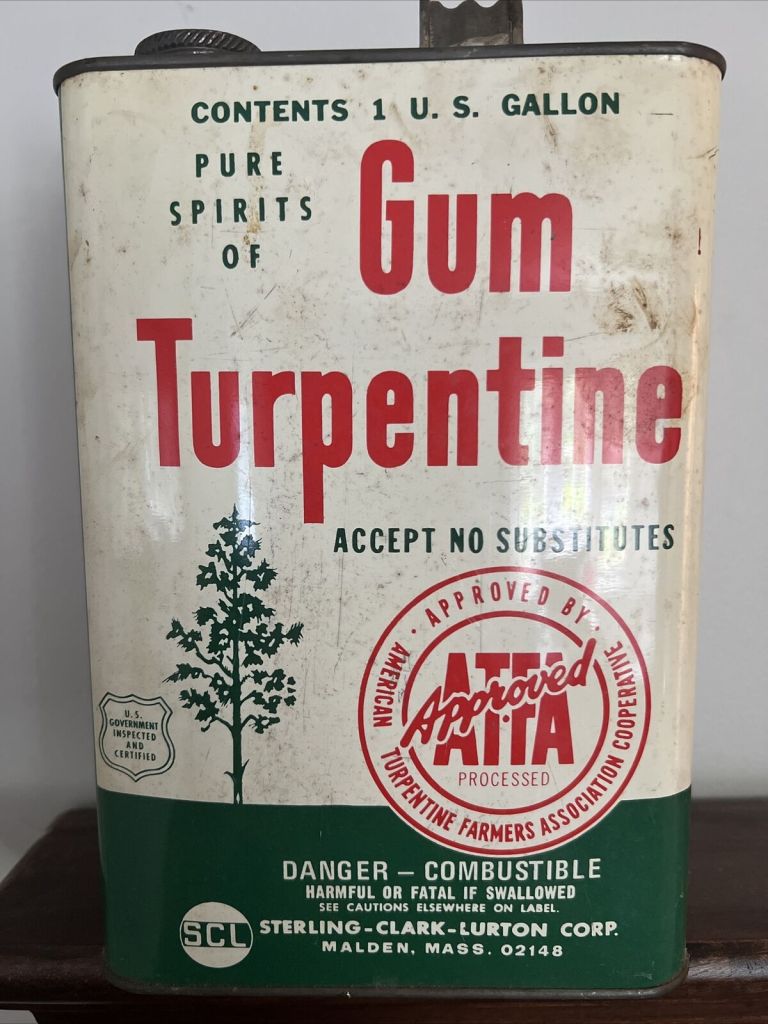 CONTENTS 1 U. S. GALLON
PURE
SPIRITS
OF
Gum
Turpentine
ACCEPT NO SUBSTITUTES
· APPROVED BY ·
AMERICAN TURPENTINE FARMERS ASSOCIATION COOPERATIVE
ATFA
Approved
PROCESSED
U.S.
GOVERNMENT
INSPECTED
AND
CERTIFIED
DANGER — COMBUSTIBLE
HARMFUL OR FATAL IF SWALLOWED
SEE CAUTIONS ELSEWHERE ON LABEL.
SCL
STERLING-CLARK-LURTON CORP.
MALDEN, MASS. 02148